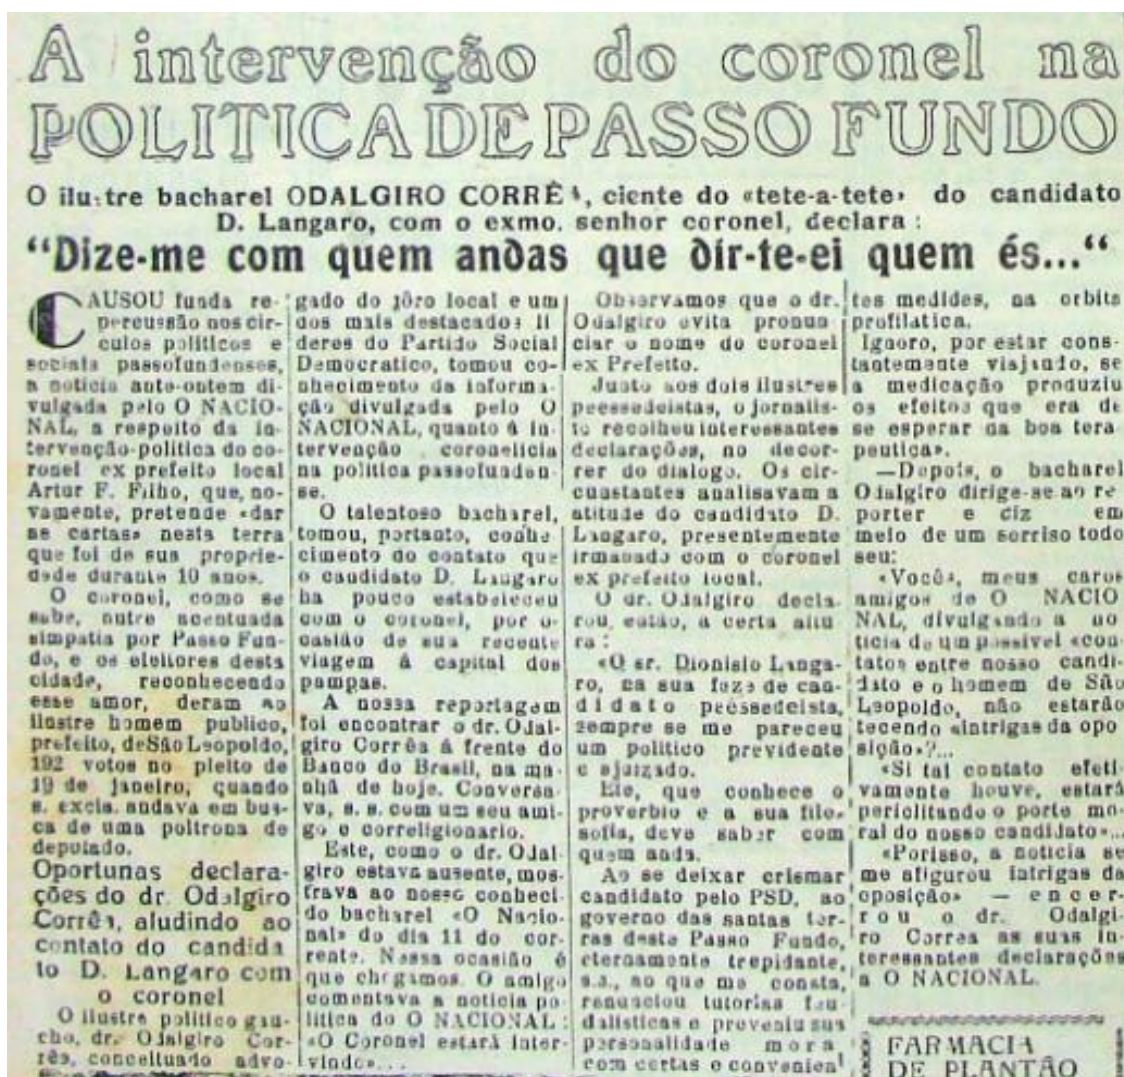 A intervenção do coronel na
POLITICA DE PASSO FUNDO
O ilustre bacharel ODALGIRO CORRÊA, ciente do «tete-a-tete» do candidato
D. Langaro, com o exmo. senhor coronel, declara :
“Dize-me com quem andas que dir-te-ei quem és...“
CAUSOU funda re-
percussão nos cir-
culos politicos e
sociais passofundenses,
a noticia ante-ontem di-
vulgada pelo O NACIO-
NAL, a respeito da in-
tervenção politica do co-
ronel ex prefeito local
Artur F. Filho, que, no-
vamente, pretende «dar
as cartas» nesta terra
que foi de sua proprie-
dade durante 10 anos.
O coronel, como se
sabe, nutre acentuada
simpatia por Passo Fun-
do, e os eleitores desta
cidade, reconhecendo
esse amor, deram ao
ilustre homem publico,
prefeito, de São Leopoldo,
192 votos no pleito de
19 de janeiro, quando
s. excia. andava em bus-
ca de uma poltrona de
deputado.
Oportunas declara-
ções do dr. Odalgiro
Corrêa, aludindo ao
contato do candida
to D. Langaro com
o coronel
O ilustre politico gau-
cho, dr. Odalgiro Cor-
rêa, conceituado advo-
gado do fôro local e um
dos mais destacados li
deres do Partido Social
Democratico, tomou co-
nhecimento da informa-
ção divulgada pelo O
NACIONAL, quanto á in-
tervenção coronelicia
na politica passofunden-
se.
O talentoso bacharel,
tomou, portanto, conhe
cimento do contato que
o candidato D. Langaro
ha pouco estabeleceu
com o coronel, por o-
casião de sua recente
viagem á capital dos
pampas.
A nossa reportagem
foi encontrar o dr. Odal-
giro Corrêa á frente do
Banco do Brasil, na ma-
nhã de hoje. Conversa-
va, s. s. com um seu ami-
go e correligionario.
Este, como o dr. Odal-
giro estava ausente, mos-
trava ao nosso conheci
do bacharel «O Nacio-
nal» do dia 11 do cor-
rente. Nessa ocasião é
que chegamos. O amigo
comentava a noticia po-
litica do O NACIONAL :
«O Coronel estará inter-
vindo»...
Observamos que o dr.
Odalgiro evita pronun
ciar o nome do coronel
ex Prefeito.
Junto aos dois ilustres
peessedeistas, o jornalis-
ta recolheu interessantes
declarações, no decor-
rer do dialogo. Os cir-
cunstantes analisavam a
atitude do candidato D.
Langaro, presentemente
irmanado com o coronel
ex prefeito local.
O dr. Odalgiro decla-
rou, então, a certa altu
ra :
«O sr. Dionisio Langa-
ro, na sua faze de can-
didato peessedeista,
sempre se me pareceu
um politico previdente
e ajuizado.
Ele, que conhece o
proverbio e a sua filo-
sofia, deve saber com
quem anda.
Ao se deixar crismar
candidato pelo PSD, ao
governo das santas ter-
ras deste Passo Fundo,
eternamente trepidante,
s.s., ao que me consta,
renunciou tutorias feu-
dalisticas e preveniu sua
personalidade mora
com certas e convenien
tes medides, na orbita
profilatica.
Ignoro, por estar cons-
tantemente viajando, se
a medicação produziu
os efeitos que era de
se esperar na boa tera
peutica».
—Depois, o bacharel
Odalgiro dirige-se ao re
porter e diz em
meio de um sorriso todo
seu:
«Vocês, meus caros
amigos de O NACIO
NAL, divulgando a no
ticia de um possivel «con-
tato» entre nosso candi-
dato e o homem de São
Leopoldo, não estarão
tecendo «intrigas da opo
sição»?...
«Si tal contato efeti-
vamente houve, estará
periclitando o porte mo-
ral do nosso candidato»...
«Porisso, a noticia se
me afigurou intrigas da
oposição» — encer-
rou o dr. Odalgi-
ro Correa as suas in-
teressantes declarações
a O NACIONAL.
FARMACIA
DE PLANTÃO